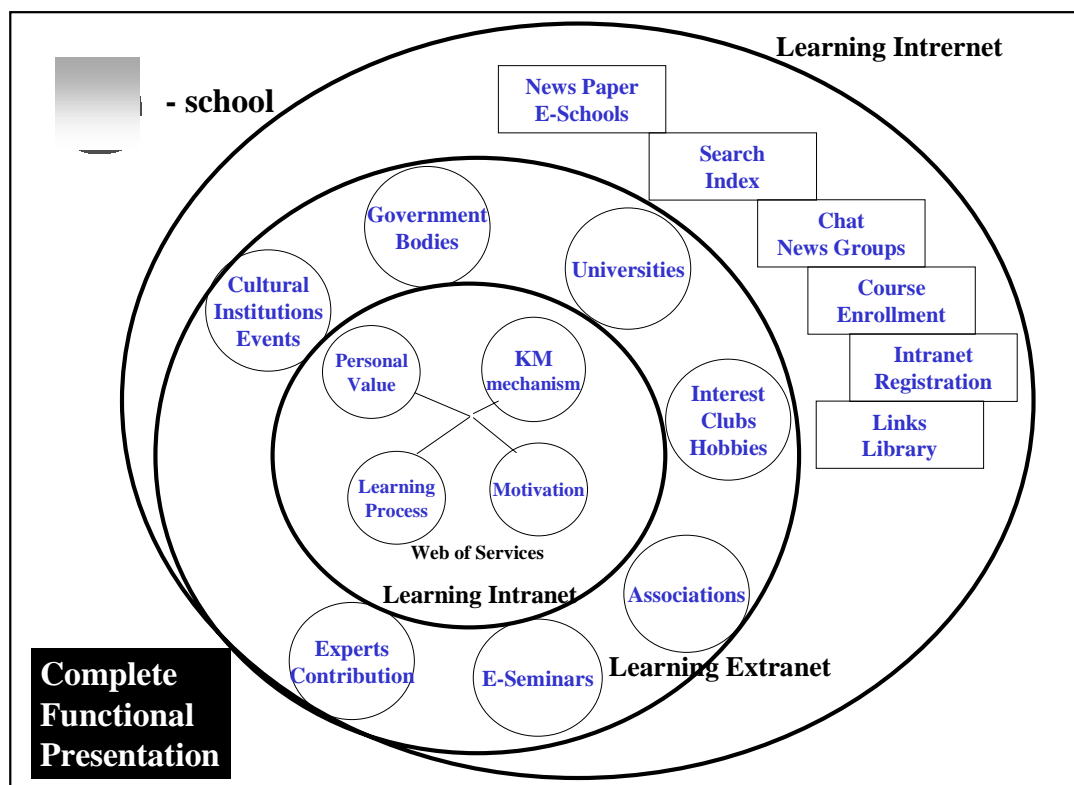 Learning Intrernet
- school
News Paper
E-Schools
Search
Index
Chat
News Groups
Course
Enrollment
Intranet
Registration
Links
Library
Government
Bodies
Universities
Cultural
Institutions
Events
Interest
Clubs
Hobbies
Personal
Value
KM
mechanism
Learning
Process
Motivation
Web of Services
Learning Intranet
Associations
Experts
Contribution
E-Seminars
Learning Extranet
Complete
Functional
Presentation